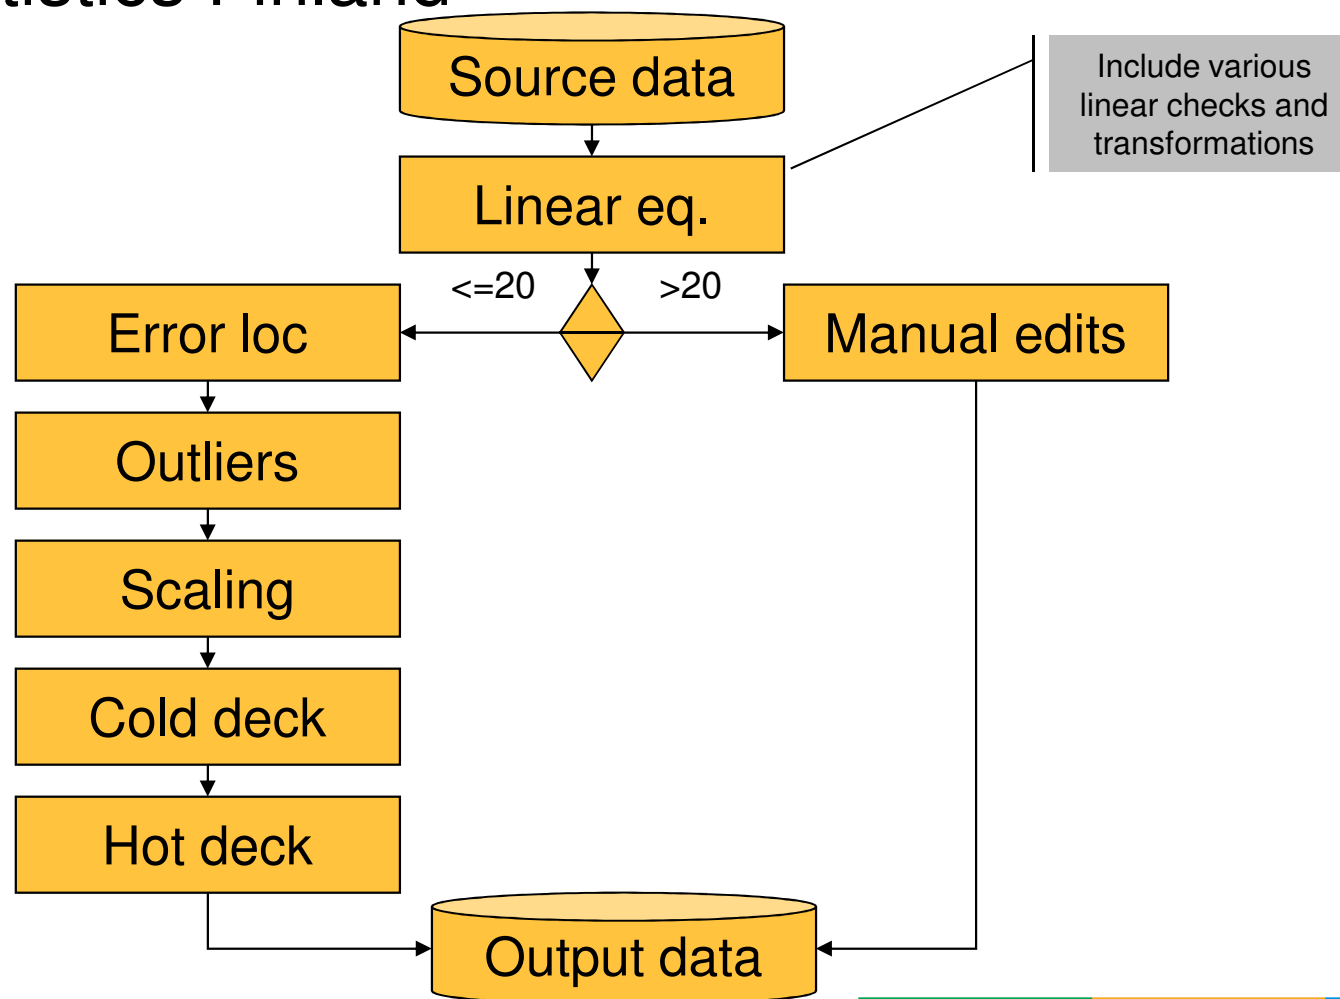 Finland
Source data
Include various
linear checks and
transformations
Linear eq.
<=20
>20
Error loc
Manual edits
Outliers
Scaling
Cold deck
Hot deck
Output data